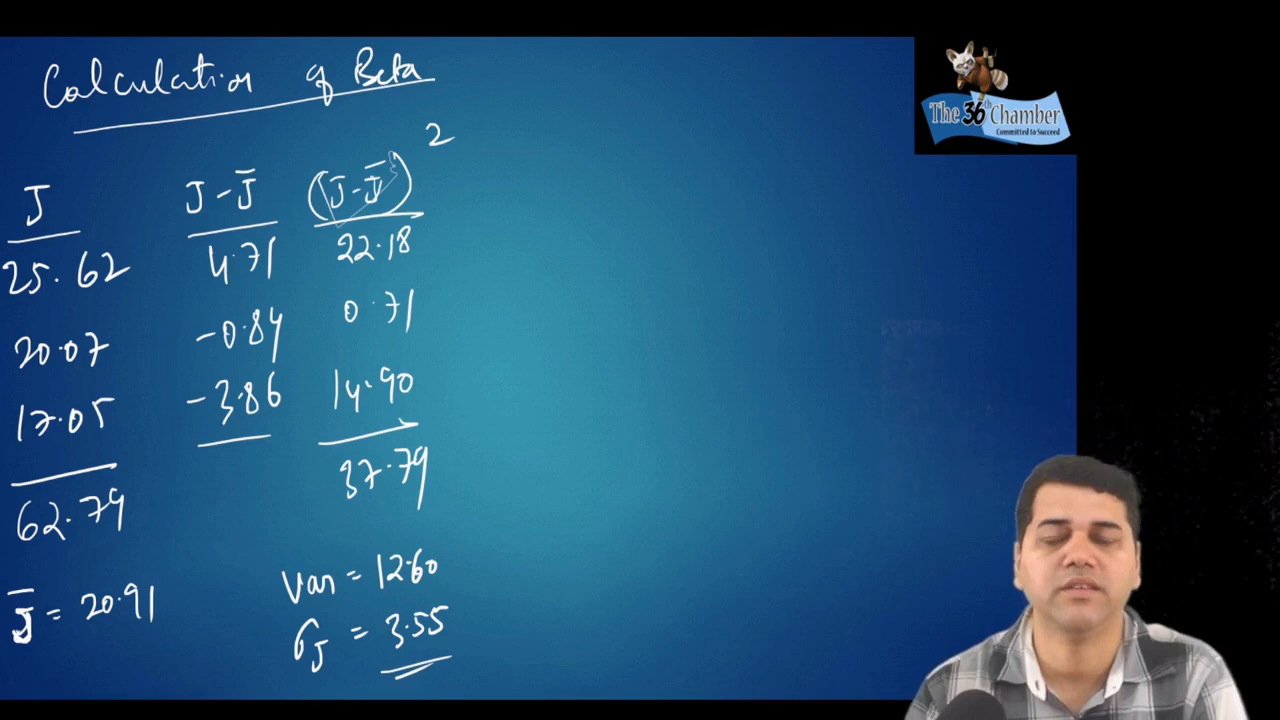 Calculation of Beta
The 36th Chamber
Committed to Succeed
J J - J̄ (J - J̄)²
25.62 4.71 22.18
20.07 -0.84 0.71
17.05 -3.86 14.90
62.79 37.79
J̄ = 20.91
Var = 12.60
σJ = 3.55